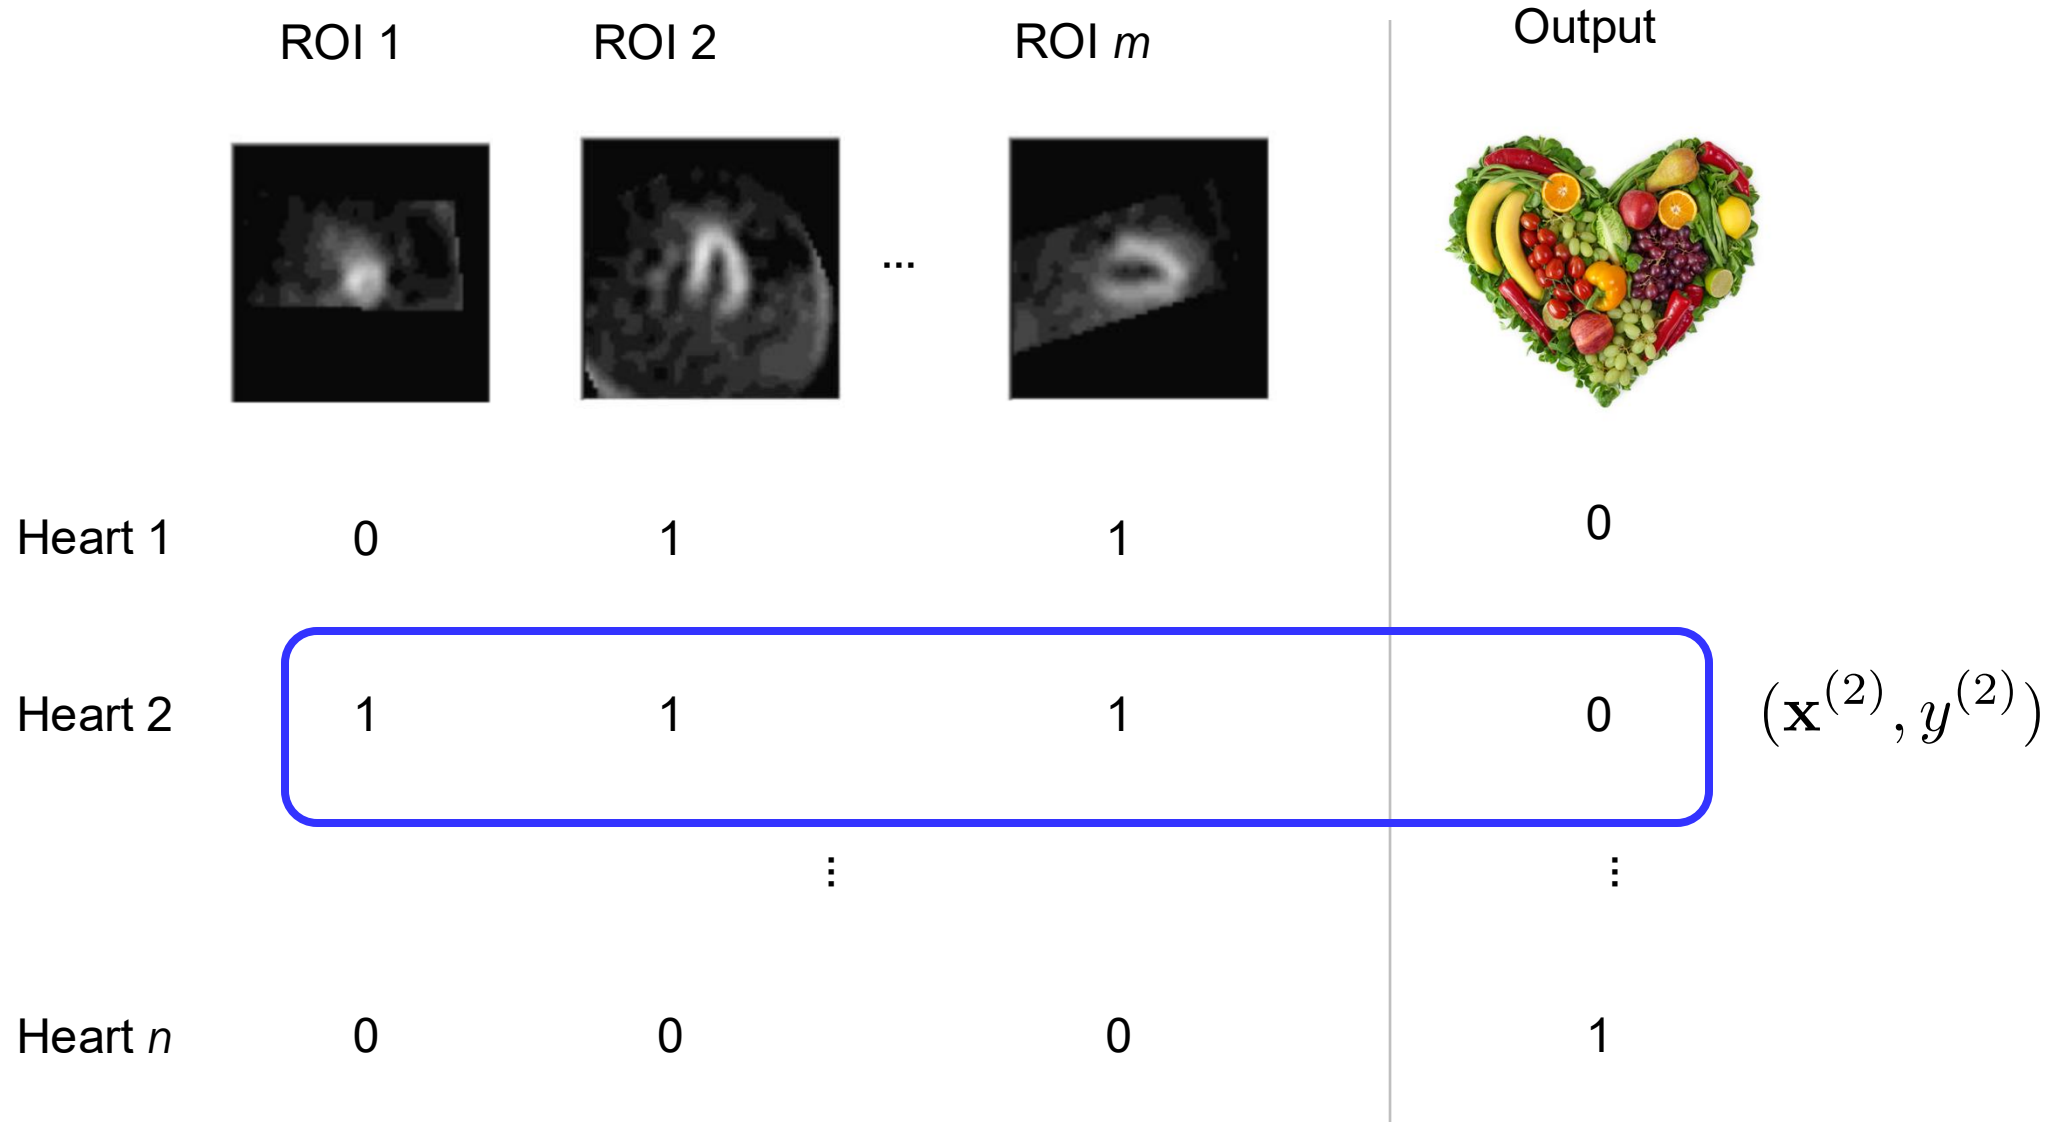 ROI 1 ROI 2 ROI m Output
...
Heart 1 0 1 1 0
Heart 2 1 1 1 0 (x^(2), y^(2))
⋮ ⋮
Heart n 0 0 0 1